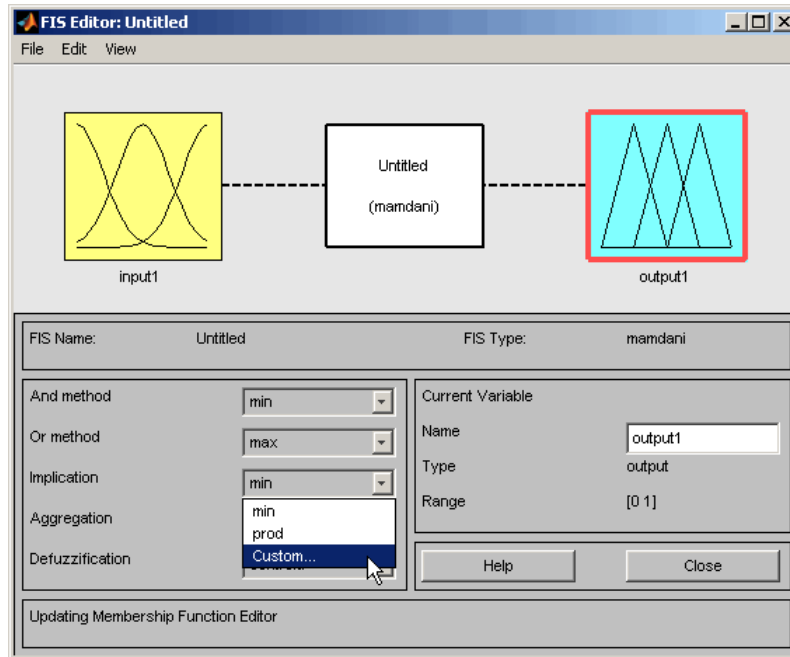 FIS Editor: Untitled
File Edit View
Untitled
(mamdani)
input1
output1
FIS Name: Untitled FIS Type: mamdani
And method min
Or method max
Implication min
min
prod
Custom...
Aggregation
Defuzzification
Current Variable
Name output1
Type output
Range [0 1]
Help Close
Updating Membership Function Editor